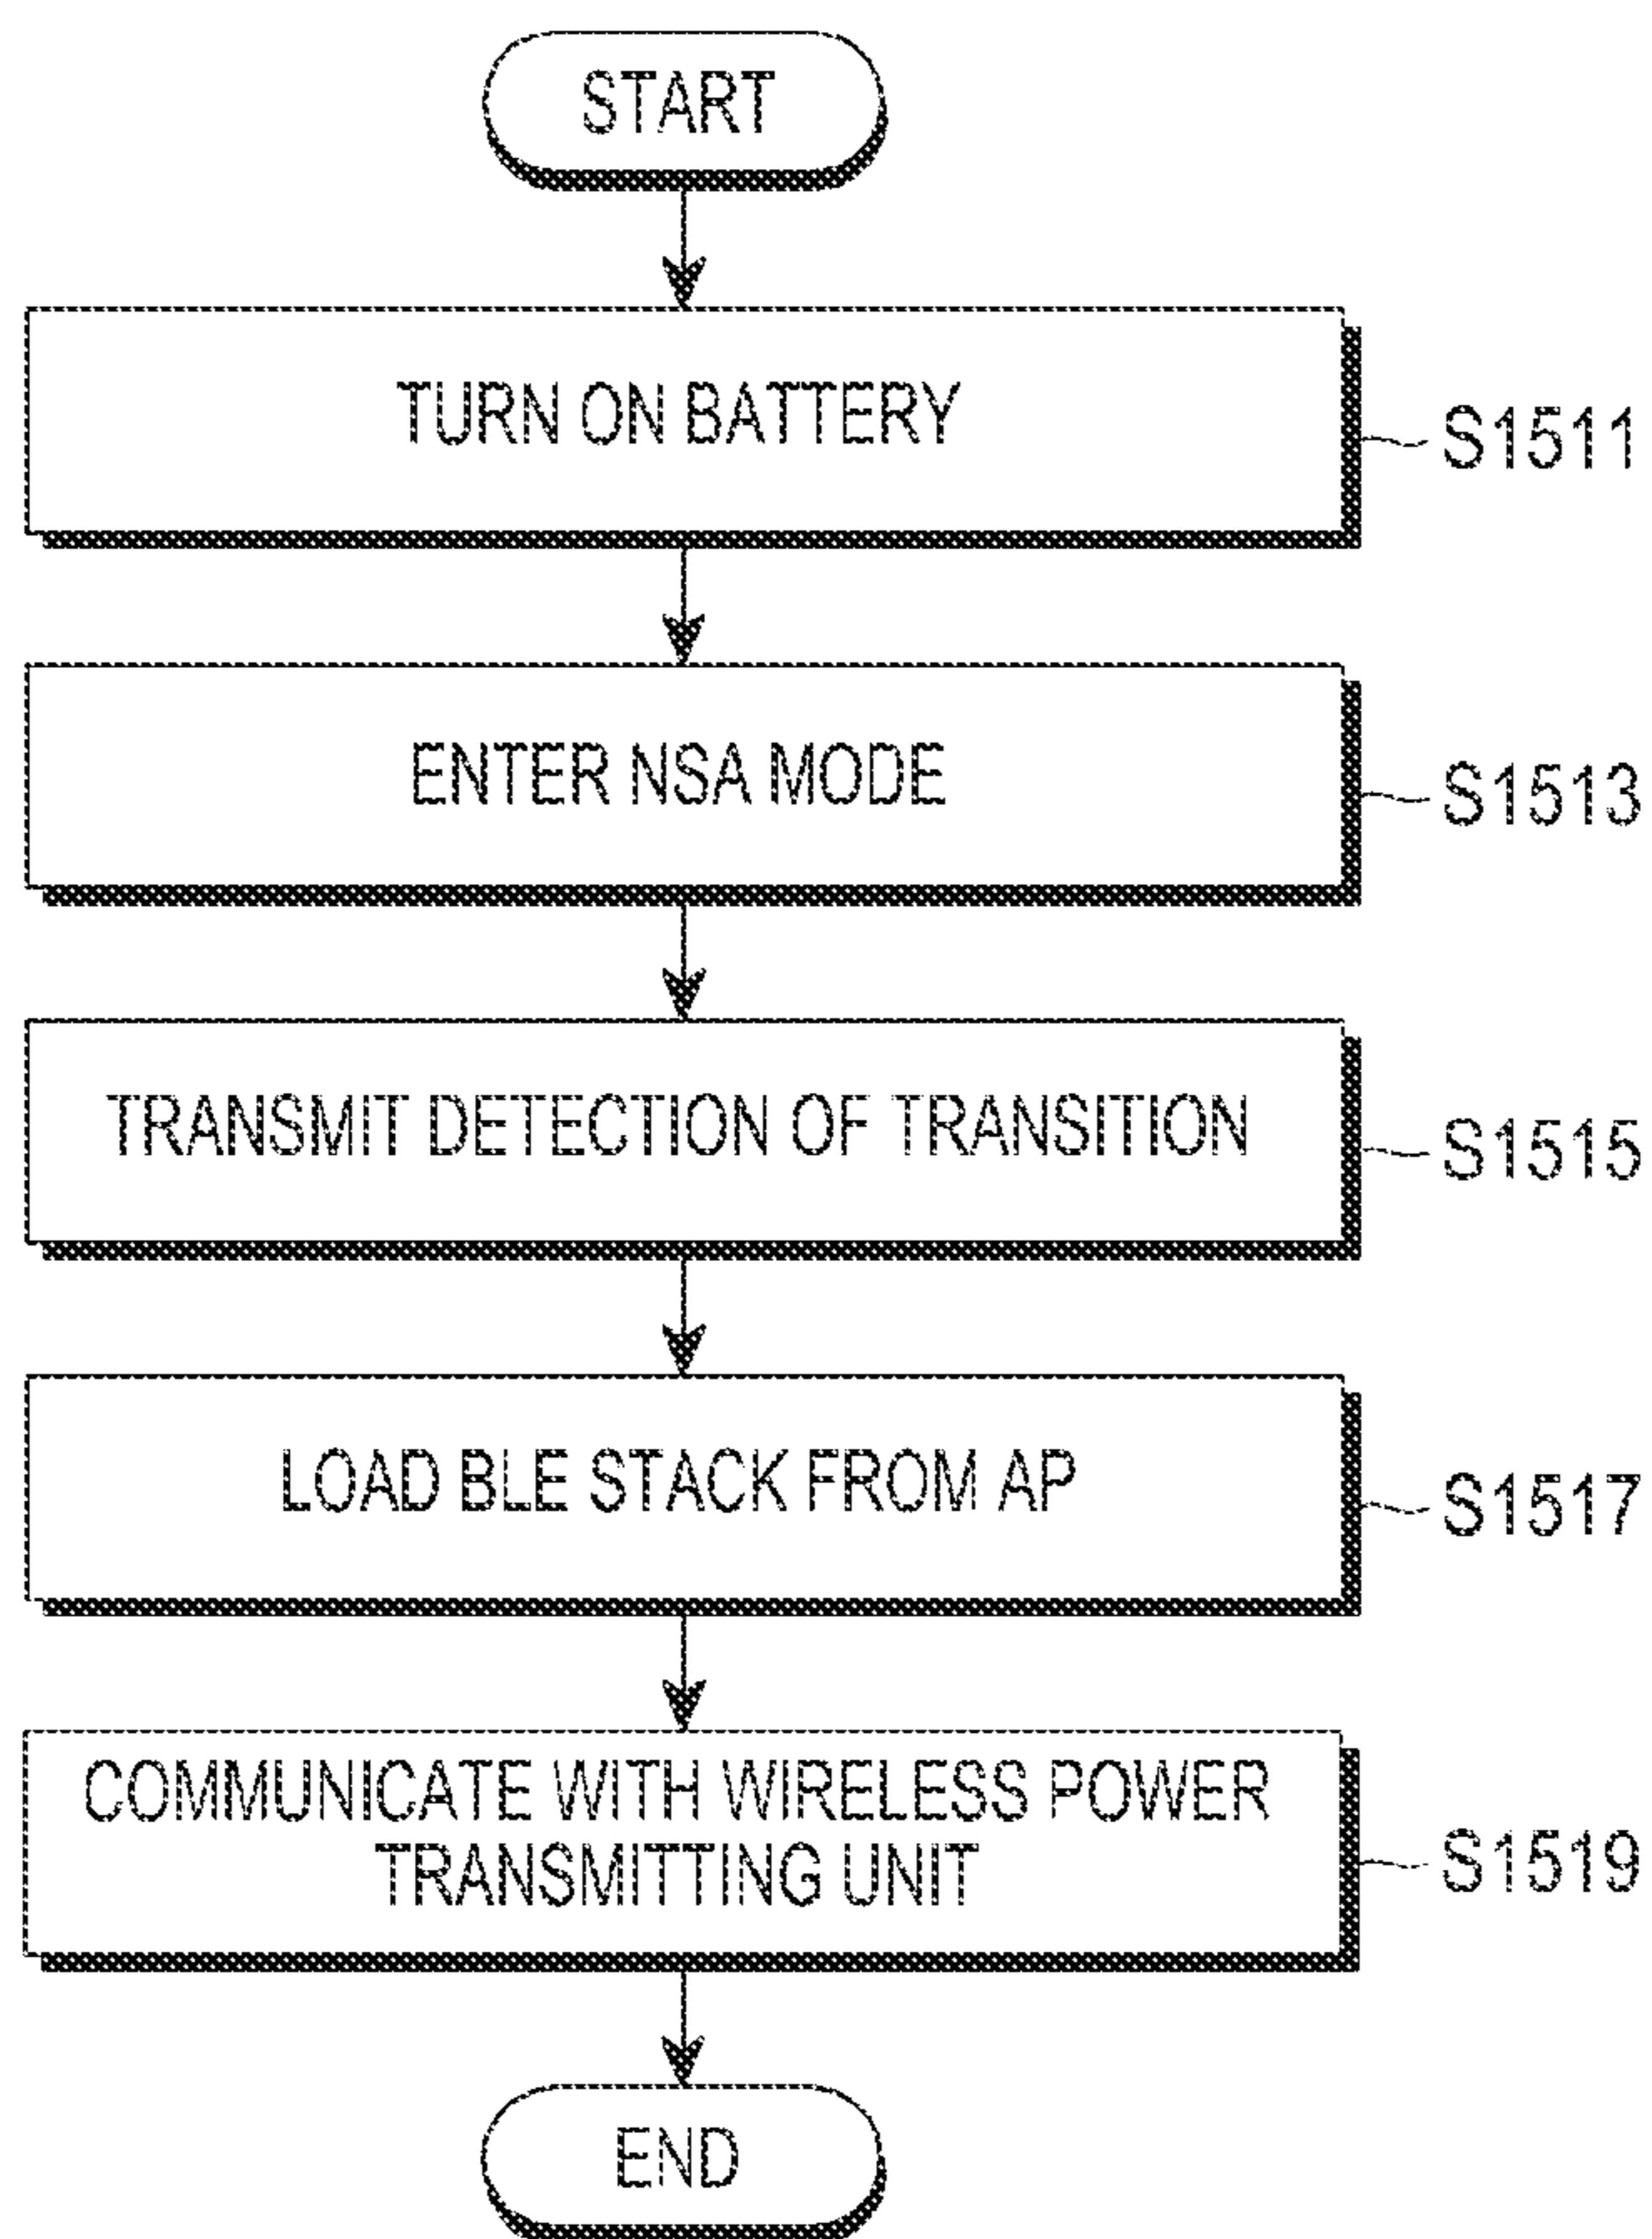 START
TURN ON BATTERY
S1511
ENTER NSA MODE
S1513
TRANSMIT DETECTION OF TRANSITION
S1515
LOAD BLE STACK FROM AP
S1517
COMMUNICATE WITH WIRELESS POWER
TRANSMITTING UNIT
S1519
END